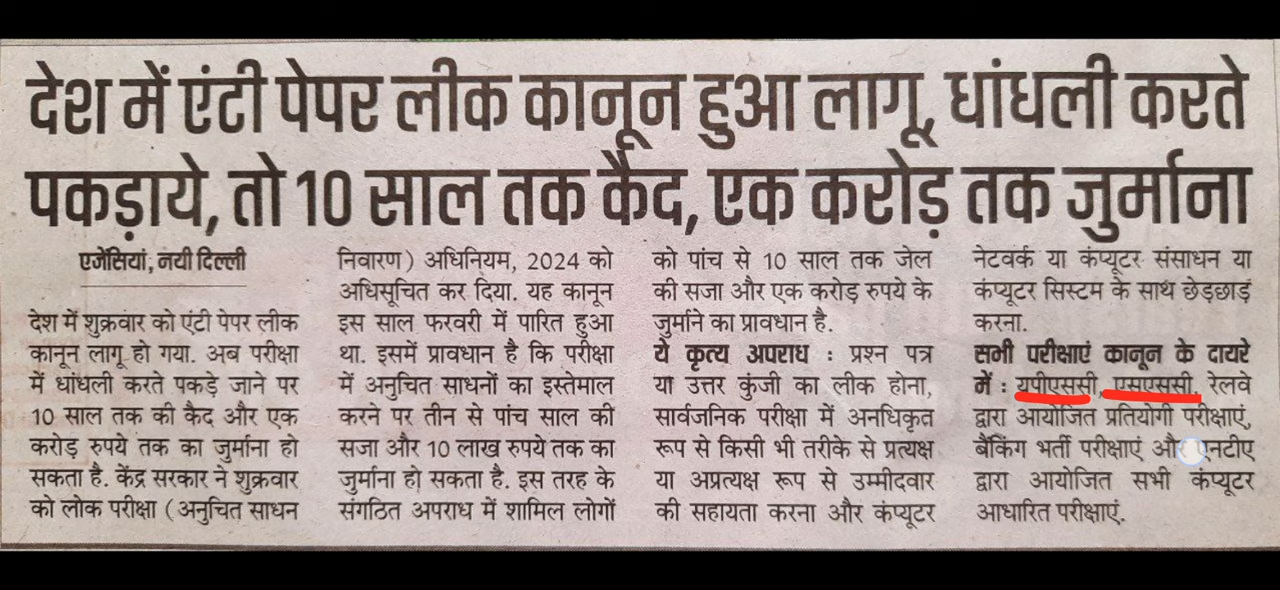 देश में एंटी पेपर लीक कानून हुआ लागू, धांधली करते
पकड़ाये, तो 10 साल तक कैद, एक करोड़ तक जुर्माना
एजेंसियां, नयी दिल्ली
देश में शुक्रवार को एंटी पेपर लीक
कानून लागू हो गया. अब परीक्षा
में धांधली करते पकड़े जाने पर
10 साल तक की कैद और एक
करोड़ रुपये तक का जुर्माना हो
सकता है. केंद्र सरकार ने शुक्रवार
को लोक परीक्षा (अनुचित साधन
निवारण) अधिनियम, 2024 को
अधिसूचित कर दिया. यह कानून
इस साल फरवरी में पारित हुआ
था. इसमें प्रावधान है कि परीक्षा
में अनुचित साधनों का इस्तेमाल
करने पर तीन से पांच साल की
सजा और 10 लाख रुपये तक का
जुर्माना हो सकता है. इस तरह के
संगठित अपराध में शामिल लोगों
को पांच से 10 साल तक जेल
की सजा और एक करोड़ रुपये के
जुर्माने का प्रावधान है.
ये कृत्य अपराध : प्रश्न पत्र
या उत्तर कुंजी का लीक होना,
सार्वजनिक परीक्षा में अनधिकृत
रूप से किसी भी तरीके से प्रत्यक्ष
या अप्रत्यक्ष रूप से उम्मीदवार
की सहायता करना और कंप्यूटर
नेटवर्क या कंप्यूटर संसाधन या
कंप्यूटर सिस्टम के साथ छेड़छाड़
करना.
सभी परीक्षाएं कानून के दायरे
में : यूपीएससी, एसएससी, रेलवे
द्वारा आयोजित प्रतियोगी परीक्षाएं,
बैंकिंग भर्ती परीक्षाएं और एनटीए
द्वारा आयोजित सभी कंप्यूटर
आधारित परीक्षाएं.